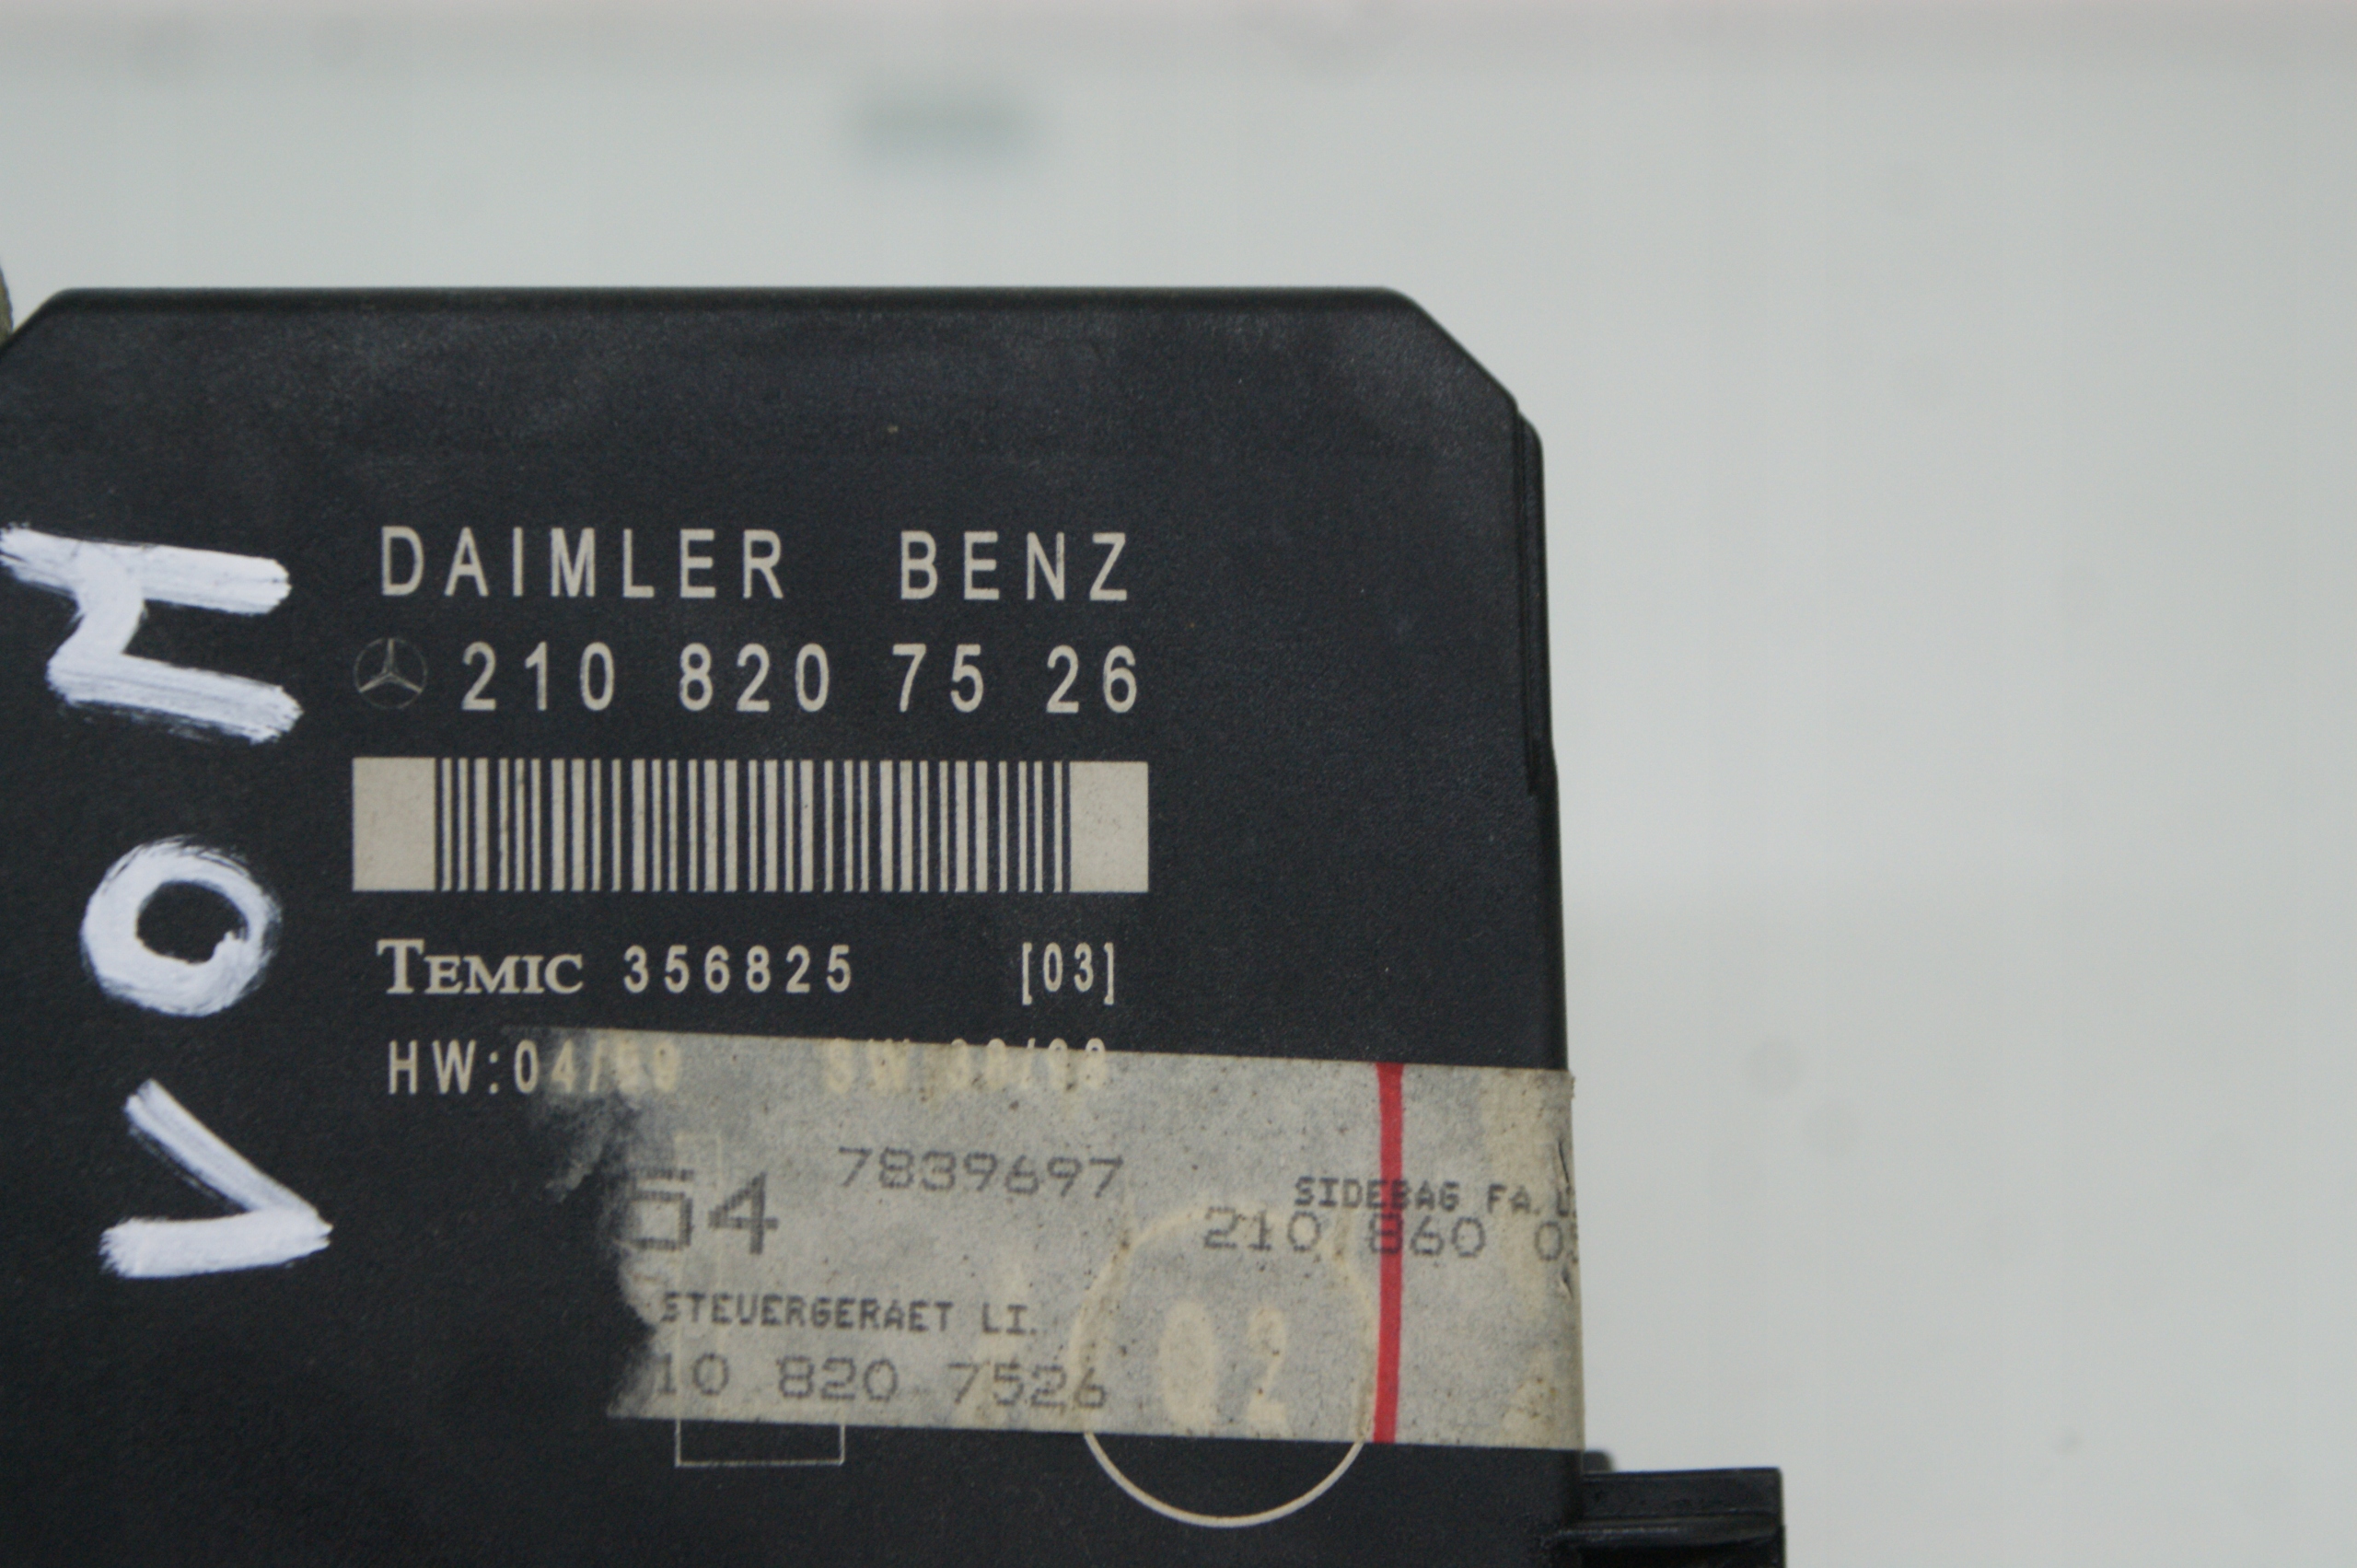 DAIMLER BENZ
210 820 75 26
TEMIC 356825 [03]
HW:04/
54 7839697
SIDEBAG FA.
210 860
STEUERGERAET LI.
10 820 7526
02